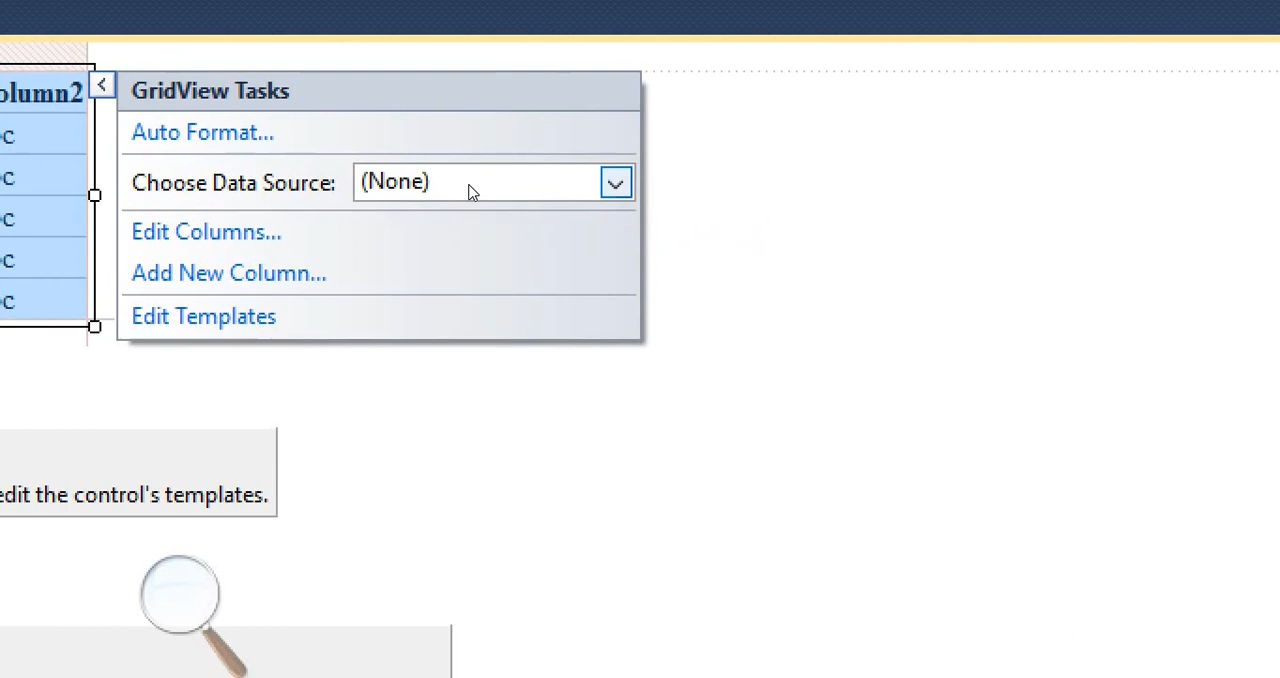 olumn2
GridView Tasks
Auto Format...
Choose Data Source: (None)
Edit Columns...
Add New Column...
Edit Templates
edit the control's templates.